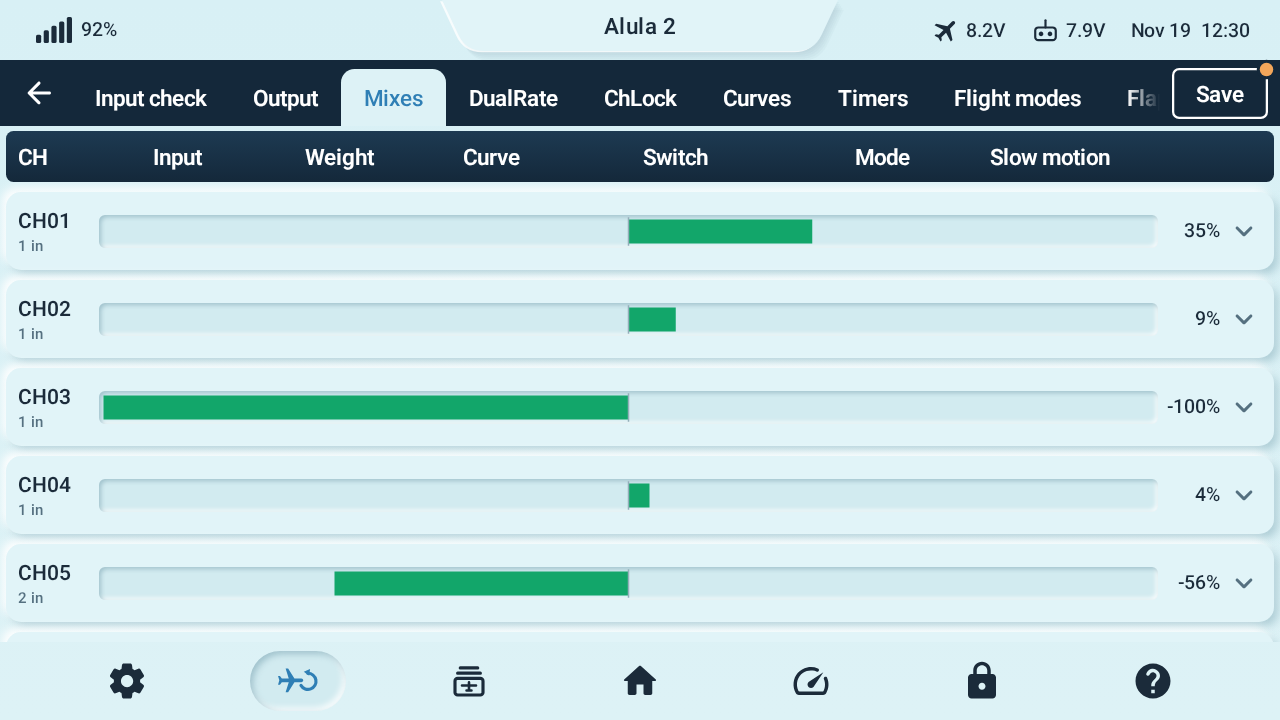 92%
Alula 2
8.2V
7.9V
Nov 19 12:30
Input check
Output
Mixes
DualRate
ChLock
Curves
Timers
Flight modes
Fla
Save
CH
Input
Weight
Curve
Switch
Mode
Slow motion
CH01
1 in
35%
CH02
1 in
9%
CH03
1 in
-100%
CH04
1 in
4%
CH05
2 in
-56%